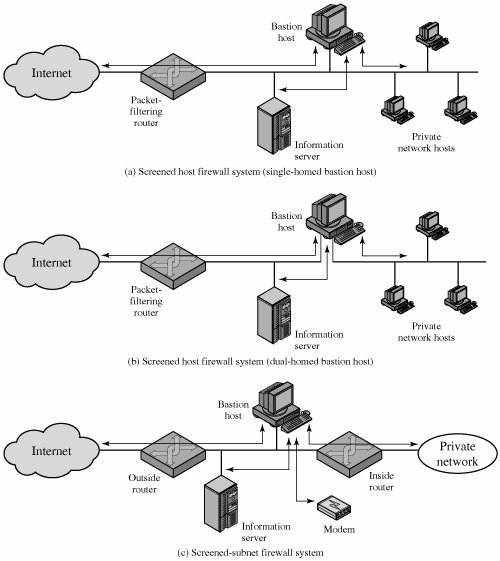 Bastion
host
Internet
Packet-
filtering
router
Information
server
Private
network hosts
(a) Screened host firewall system (single-homed bastion host)
Bastion
host
Internet
Packet-
filtering
router
Information
server
Private
network hosts
(b) Screened host firewall system (dual-homed bastion host)
Bastion
host
Internet
Private
network
Outside
router
Inside
router
Information
server
Modem
(c) Screened-subnet firewall system